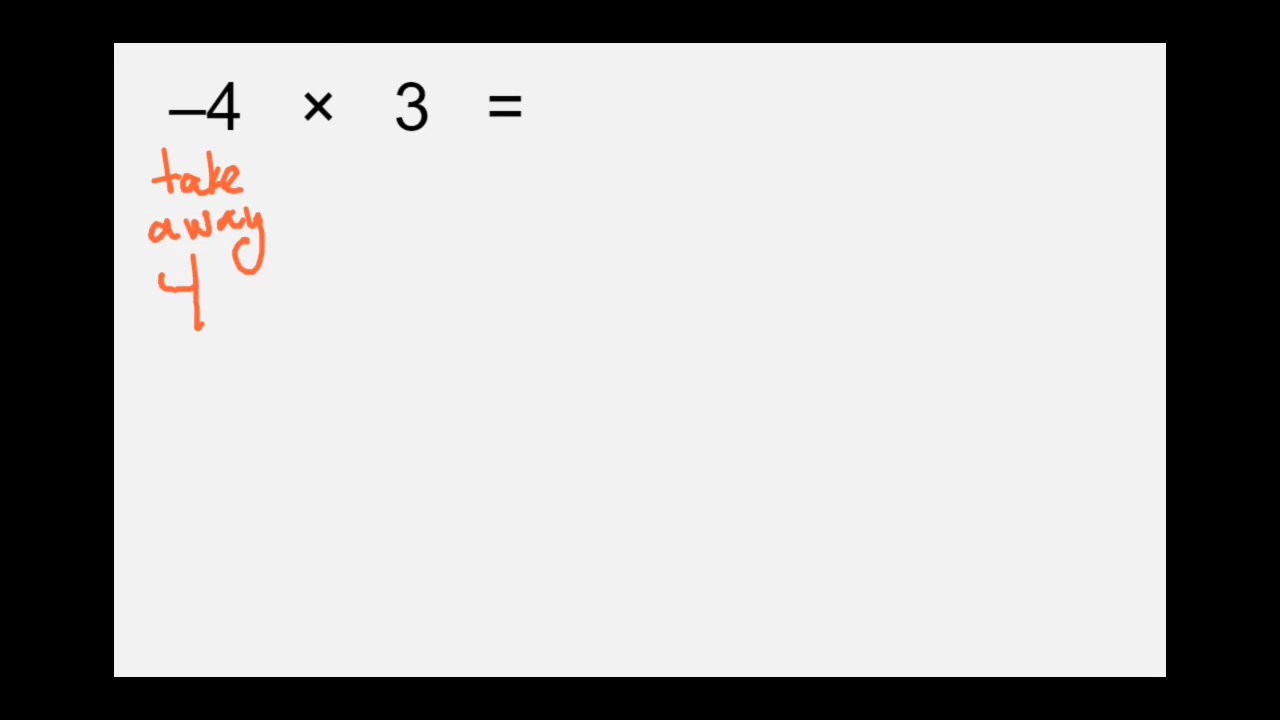 –4 × 3 =
take
away
4